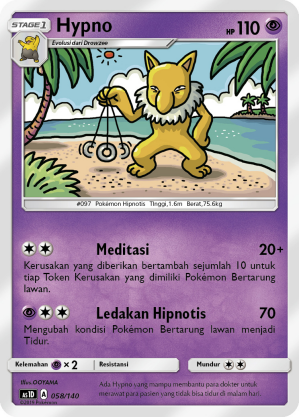 STAGE 1
Hypno
HP 110
Evolusi dari Drowzee
#097 Pokémon Hipnotis TInggi,1.6m Berat,75.6kg
Meditasi 20+
Kerusakan yang diberikan bertambah sejumlah 10 untuk
tiap Token Kerusakan yang dimiliki Pokémon Bertarung
lawan.
Ledakan Hipnotis 70
Mengubah kondisi Pokémon Bertarung lawan menjadi
Tidur.
Kelemahan × 2 Resistansi Mundur
Illus.OOYAMA
AS1D A 058/140
Ada Hypno yang mampu membantu para dokter untuk
merawat para pasien yang tidak bisa tidur di malam hari.